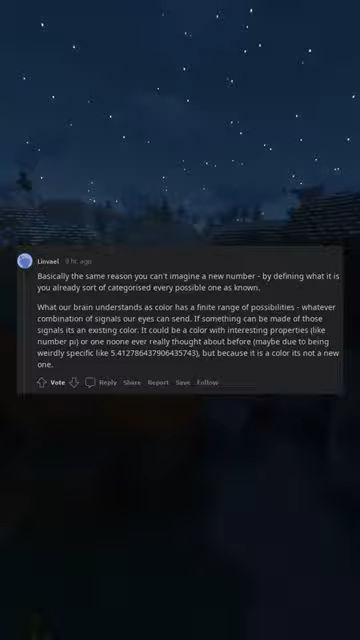 Linvael 9 hr. ago
Basically the same reason you can't imagine a new number - by defining what it is
you already sort of categorised every possible one as known.
What our brain understands as color has a finite range of possibilities - whatever
combination of signals our eyes can send. If something can be made of those
signals its an existing color. It could be a color with interesting properties (like
number pi) or one noone ever really thought about before (maybe due to being
weirdly specific like 5.412786437906435743), but because it is a color its not a new
one.
Vote Reply Share Report Save Follow